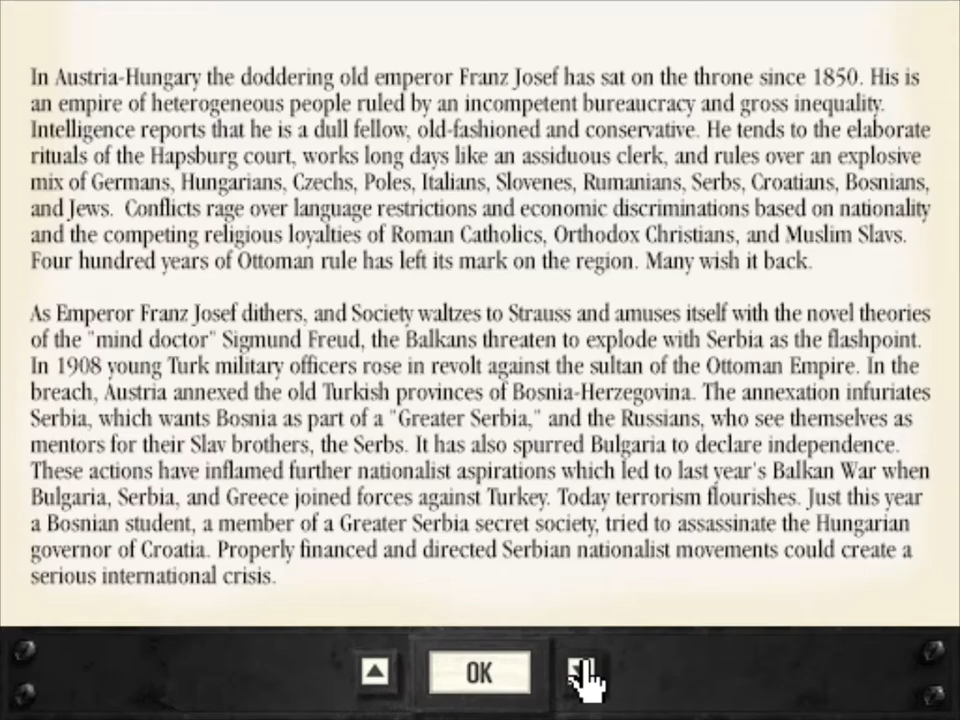 In Austria-Hungary the doddering old emperor Franz Josef has sat on the throne since 1850. His is
an empire of heterogeneous people ruled by an incompetent bureaucracy and gross inequality.
Intelligence reports that he is a dull fellow, old-fashioned and conservative. He tends to the elaborate
rituals of the Hapsburg court, works long days like an assiduous clerk, and rules over an explosive
mix of Germans, Hungarians, Czechs, Poles, Italians, Slovenes, Rumanians, Serbs, Croatians, Bosnians,
and Jews. Conflicts rage over language restrictions and economic discriminations based on nationality
and the competing religious loyalties of Roman Catholics, Orthodox Christians, and Muslim Slavs.
Four hundred years of Ottoman rule has left its mark on the region. Many wish it back.
As Emperor Franz Josef dithers, and Society waltzes to Strauss and amuses itself with the novel theories
of the "mind doctor" Sigmund Freud, the Balkans threaten to explode with Serbia as the flashpoint.
In 1908 young Turk military officers rose in revolt against the sultan of the Ottoman Empire. In the
breach, Austria annexed the old Turkish provinces of Bosnia-Herzegovina. The annexation infuriates
Serbia, which wants Bosnia as part of a "Greater Serbia," and the Russians, who see themselves as
mentors for their Slav brothers, the Serbs. It has also spurred Bulgaria to declare independence.
These actions have inflamed further nationalist aspirations which led to last year's Balkan War when
Bulgaria, Serbia, and Greece joined forces against Turkey. Today terrorism flourishes. Just this year
a Bosnian student, a member of a Greater Serbia secret society, tried to assassinate the Hungarian
governor of Croatia. Properly financed and directed Serbian nationalist movements could create a
serious international crisis.
OK